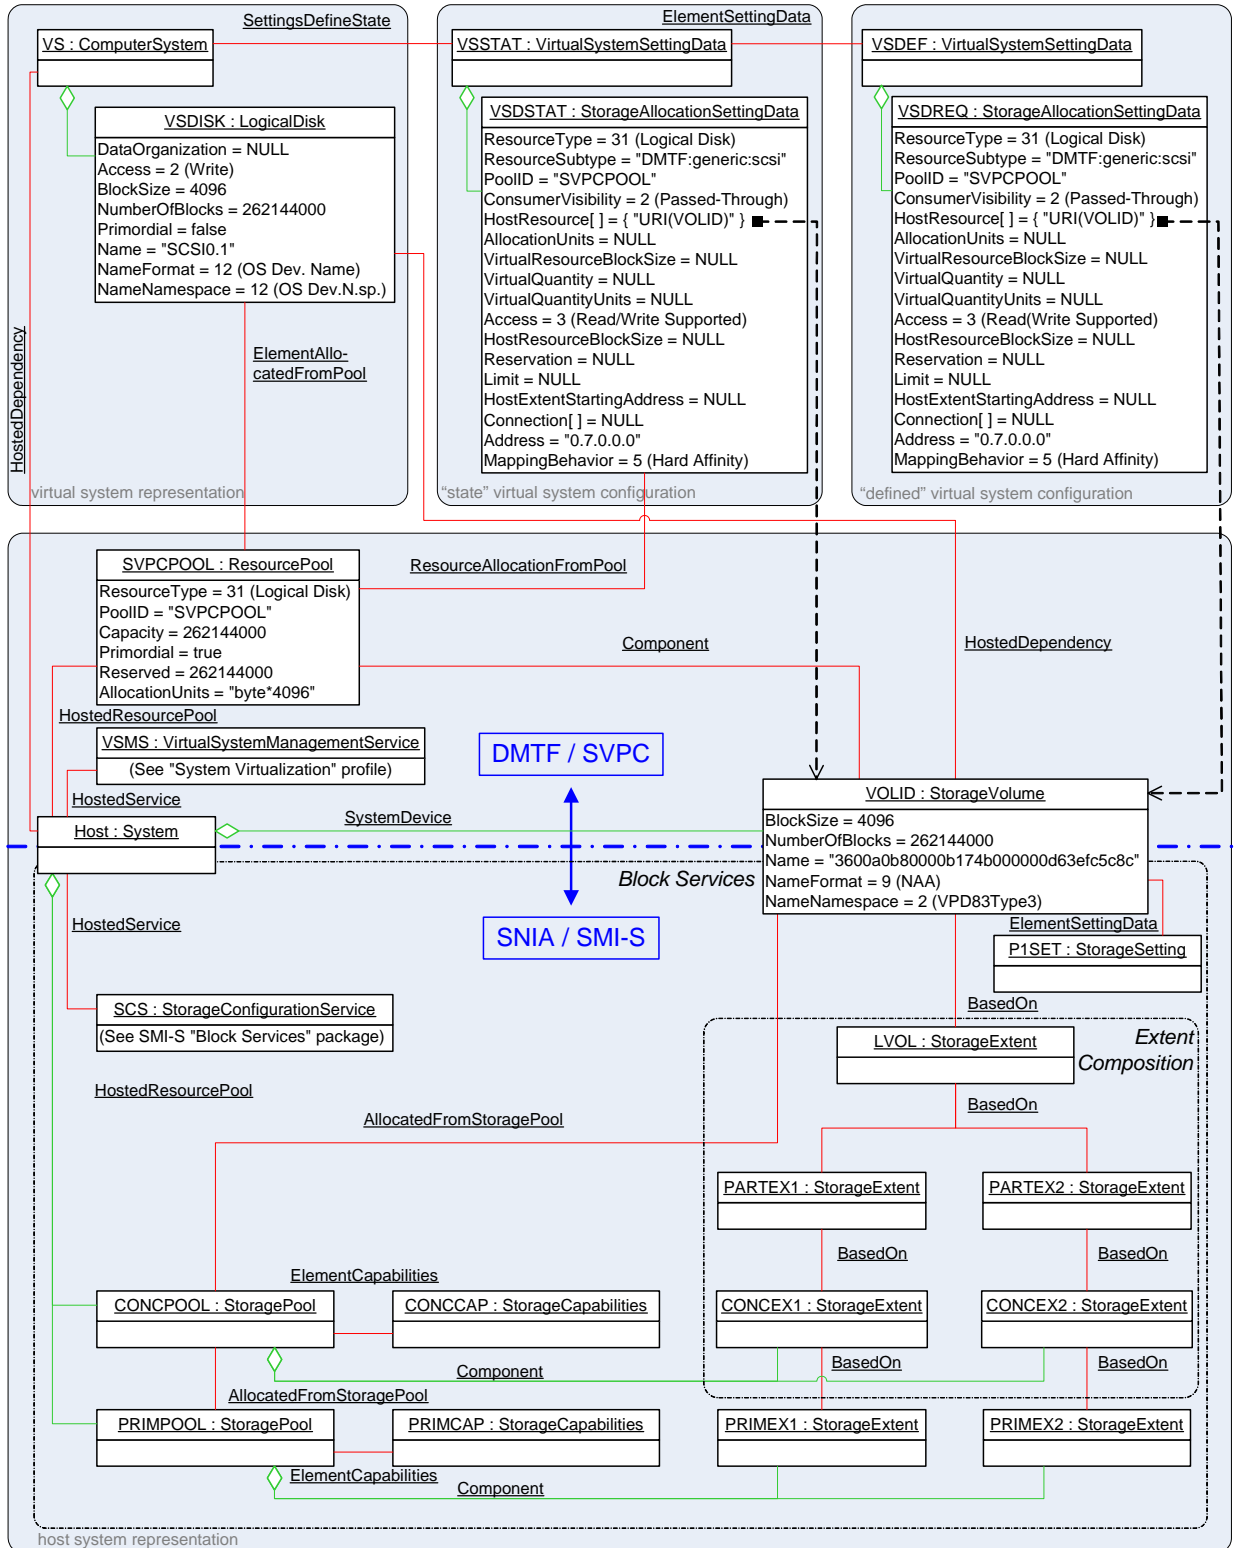 SettingsDefineState
ElementSettingData
VS : ComputerSystem
VSSTAT : VirtualSystemSettingData
VSDEF : VirtualSystemSettingData
VSDISK : LogicalDisk
DataOrganization = NULL
Access = 2 (Write)
BlockSize = 4096
NumberOfBlocks = 262144000
Primordial = false
Name = "SCSI0.1"
NameFormat = 12 (OS Dev. Name)
NameNamespace = 12 (OS Dev.N.sp.)
VSDSTAT : StorageAllocationSettingData
ResourceType = 31 (Logical Disk)
ResourceSubtype = "DMTF:generic:scsi"
PoolID = "SVPCPOOL"
ConsumerVisibility = 2 (Passed-Through)
HostResource[ ] = { "URI(VOLID)" }
AllocationUnits = NULL
VirtualResourceBlockSize = NULL
VirtualQuantity = NULL
VirtualQuantityUnits = NULL
Access = 3 (Read/Write Supported)
HostResourceBlockSize = NULL
Reservation = NULL
Limit = NULL
HostExtentStartingAddress = NULL
Connection[ ] = NULL
Address = "0.7.0.0.0"
MappingBehavior = 5 (Hard Affinity)
VSDREQ : StorageAllocationSettingData
ResourceType = 31 (Logical Disk)
ResourceSubtype = "DMTF:generic:scsi"
PoolID = "SVPCPOOL"
ConsumerVisibility = 2 (Passed-Through)
HostResource[ ] = { "URI(VOLID)" }
AllocationUnits = NULL
VirtualResourceBlockSize = NULL
VirtualQuantity = NULL
VirtualQuantityUnits = NULL
Access = 3 (Read(Write Supported)
HostResourceBlockSize = NULL
Reservation = NULL
Limit = NULL
HostExtentStartingAddress = NULL
Connection[ ] = NULL
Address = "0.7.0.0.0"
MappingBehavior = 5 (Hard Affinity)
HostedDependency
ElementAllo-
catedFromPool
virtual system representation
"state" virtual system configuration
"defined" virtual system configuration
SVPCPOOL : ResourcePool
ResourceType = 31 (Logical Disk)
PoolID = "SVPCPOOL"
Capacity = 262144000
Primordial = true
Reserved = 262144000
AllocationUnits = "byte*4096"
ResourceAllocationFromPool
Component
HostedDependency
HostedResourcePool
VSMS : VirtualSystemManagementService
(See "System Virtualization" profile)
HostedService
DMTF / SVPC
Host : System
SystemDevice
VOLID : StorageVolume
BlockSize = 4096
NumberOfBlocks = 262144000
Name = "3600a0b80000b174b000000d63efc5c8c"
NameFormat = 9 (NAA)
NameNamespace = 2 (VPD83Type3)
Block Services
HostedService
SNIA / SMI-S
ElementSettingData
P1SET : StorageSetting
SCS : StorageConfigurationService
(See SMI-S "Block Services" package)
BasedOn
LVOL : StorageExtent
Extent
Composition
HostedResourcePool
BasedOn
AllocatedFromStoragePool
PARTEX1 : StorageExtent
PARTEX2 : StorageExtent
BasedOn
BasedOn
ElementCapabilities
CONCPOOL : StoragePool
CONCCAP : StorageCapabilities
CONCEX1 : StorageExtent
CONCEX2 : StorageExtent
Component
BasedOn
BasedOn
AllocatedFromStoragePool
PRIMPOOL : StoragePool
PRIMCAP : StorageCapabilities
PRIMEX1 : StorageExtent
PRIMEX2 : StorageExtent
ElementCapabilities
Component
host system representation